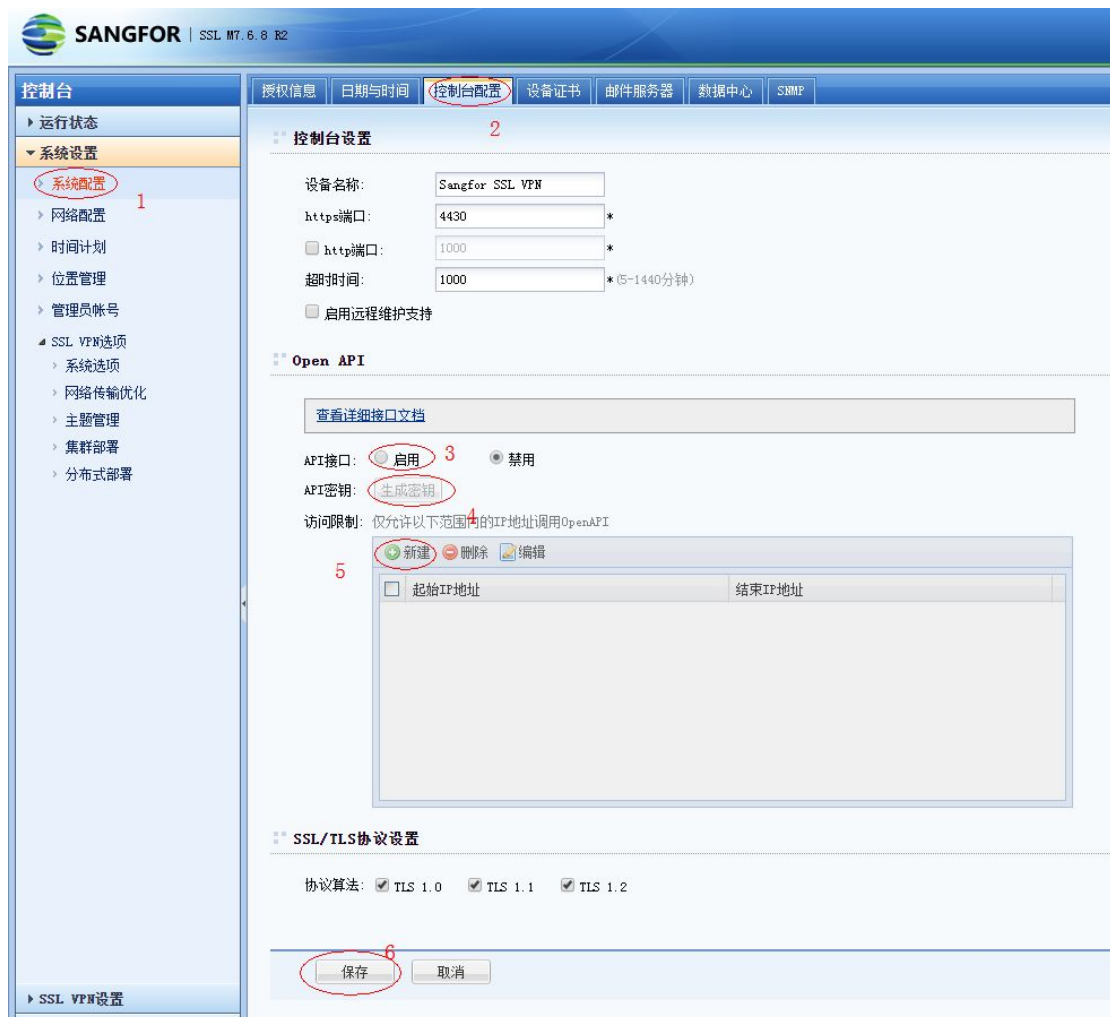 SANGFOR | SSL M7.6.8 R2
控制台
授权信息 日期与时间 控制台配置 设备证书 邮件服务器 数据中心 SNMP
运行状态
2
控制台设置
系统设置
系统配置
1
设备名称: Sangfor SSL VPN
网络配置
https端口: 4430 *
时间计划
http端口: 1000 *
位置管理
超时时间: 1000 *(5-1440分钟)
管理员帐号
启用远程维护支持
SSL VPN选项
系统选项
Open API
网络传输优化
主题管理
查看详细接口文档
集群部署
分布式部署
API接口: 启用 3 禁用
API密钥: 生成密钥
4
访问限制: 仅允许以下范围内的IP地址调用OpenAPI
新建 删除 编辑
5
起始IP地址 结束IP地址
SSL/TLS协议设置
协议算法: TLS 1.0 TLS 1.1 TLS 1.2
6
保存 取消
SSL VPN设置